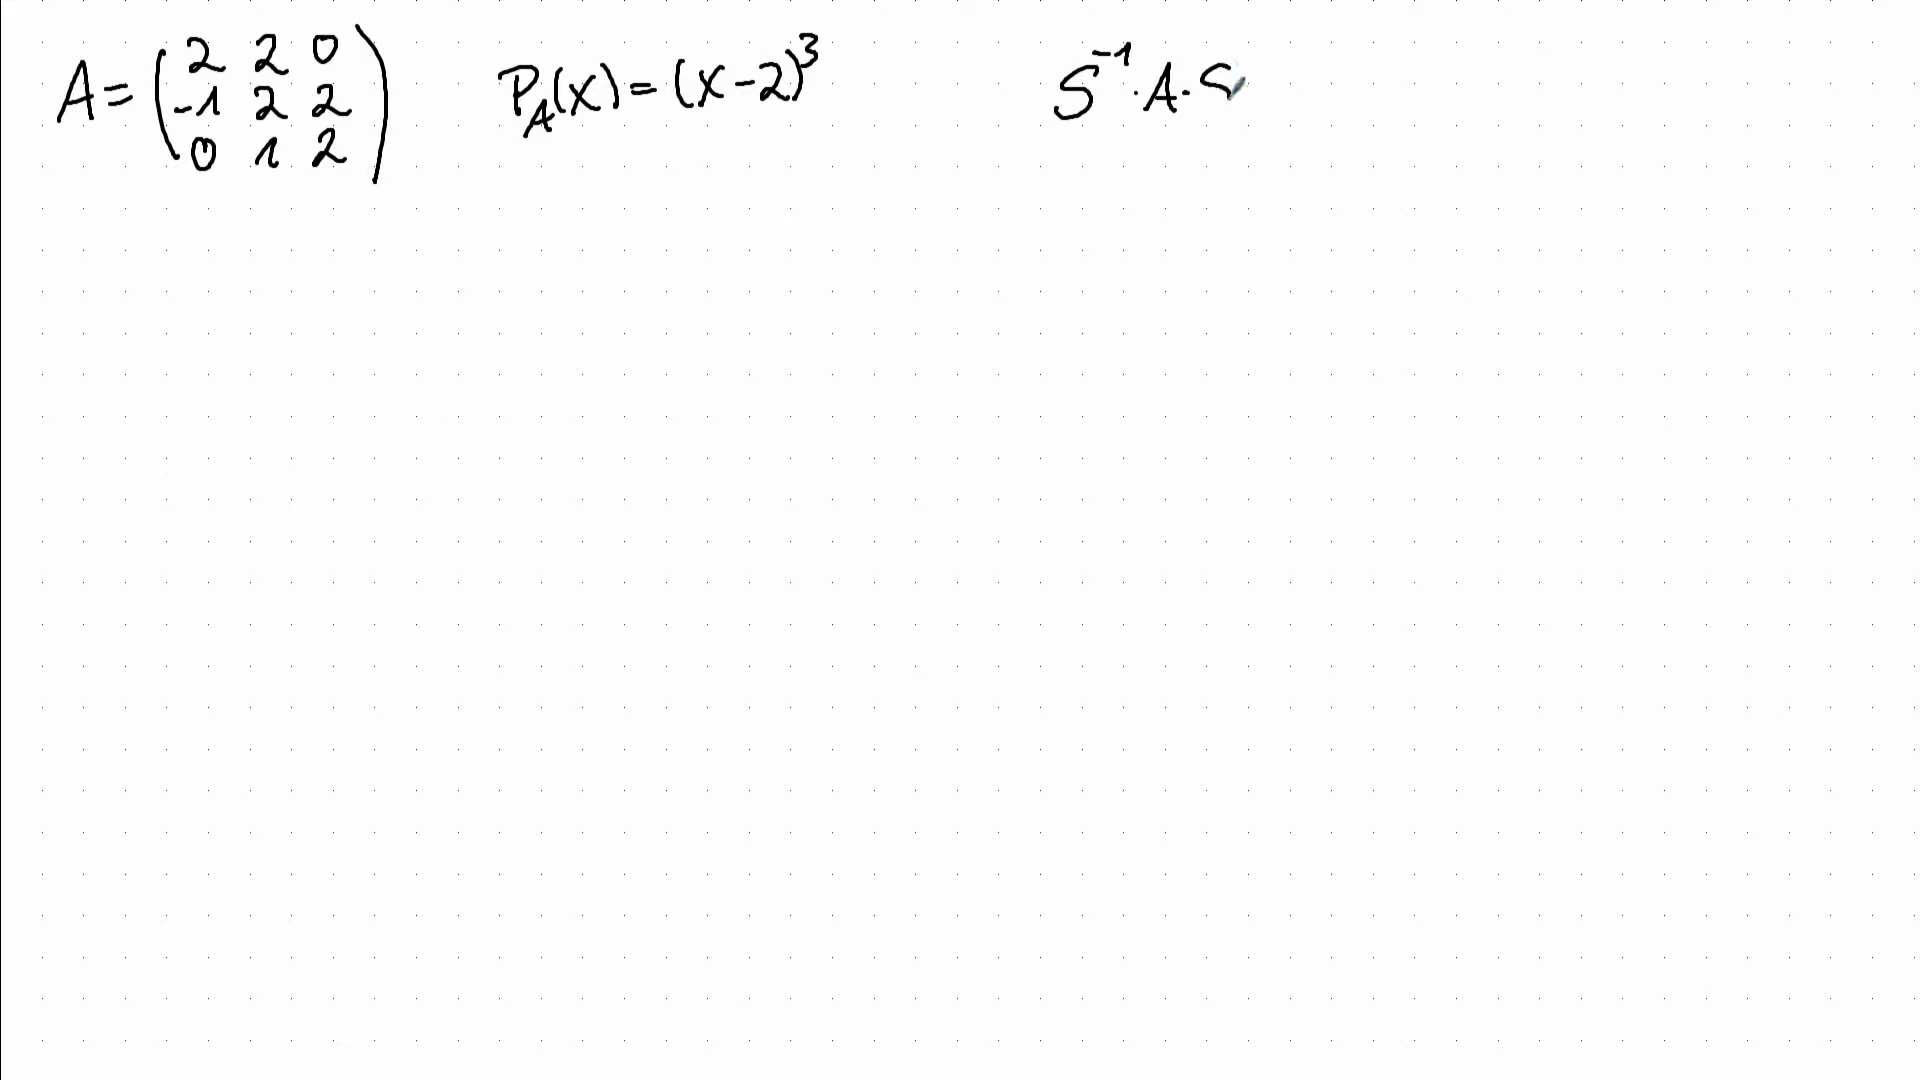 A = ( 2 2 0 ; -1 2 2 ; 0 1 2 )  P_A(x) = (x-2)^3  S^{-1} · A · S